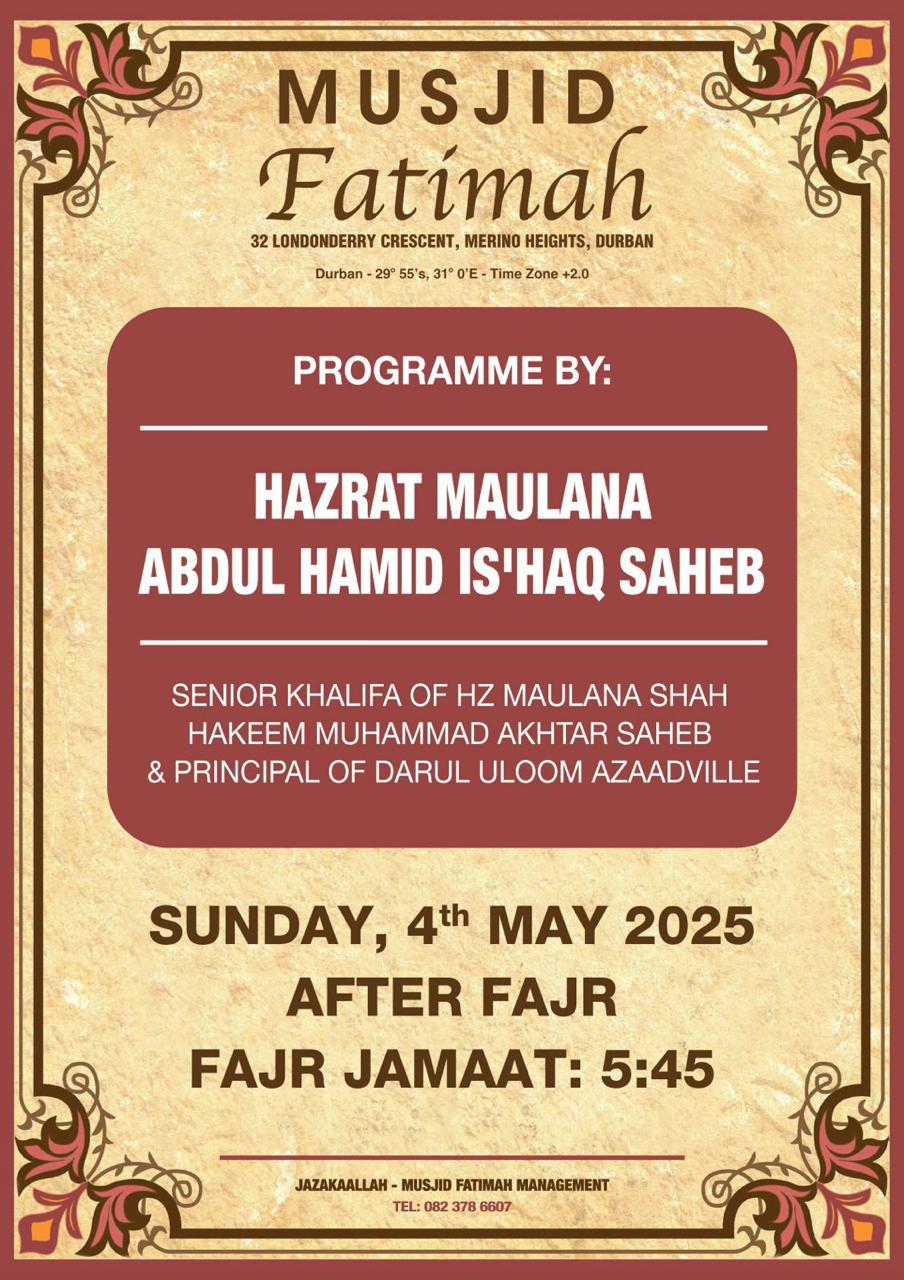 MUSJID
Fatimah
32 LONDONDERRY CRESCENT, MERINO HEIGHTS, DURBAN
Durban - 29° 55's, 31° 0'E - Time Zone +2.0
PROGRAMME BY:
HAZRAT MAULANA
ABDUL HAMID IS'HAQ SAHEB
SENIOR KHALIFA OF HZ MAULANA SHAH
HAKEEM MUHAMMAD AKHTAR SAHEB
& PRINCIPAL OF DARUL ULOOM AZAADVILLE
SUNDAY, 4th MAY 2025
AFTER FAJR
FAJR JAMAAT: 5:45
JAZAKAALLAH - MUSJID FATIMAH MANAGEMENT
TEL: 082 378 6607